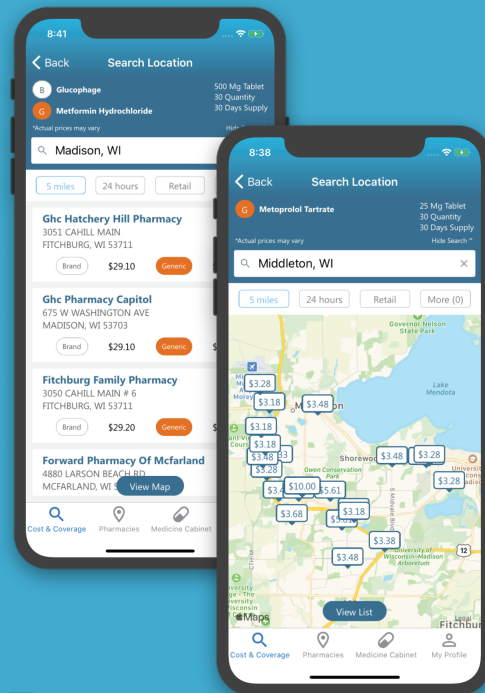 8:41
Back
Search Location
B Glucophage
G Metformin Hydrochloride
500 Mg Tablet
30 Quantity
30 Days Supply
*Actual prices may vary
Madison, WI
5 miles
24 hours
Retail
Ghc Hatchery Hill Pharmacy
3051 CAHILL MAIN
FITCHBURG, WI 53711
Brand
$29.10
Generic
Ghc Pharmacy Capitol
675 W WASHINGTON AVE
MADISON, WI 53703
Brand
$29.10
Generic
Fitchburg Family Pharmacy
3050 CAHILL MAIN # 6
FITCHBURG, WI 53711
Brand
$29.20
Generic
Forward Pharmacy Of Mcfarland
4880 LARSON BEACH RD
MCFARLAND, WI
View Map
Cost & Coverage
Pharmacies
Medicine Cabinet
8:38
Back
Search Location
G Metoprolol Tartrate
25 Mg Tablet
30 Quantity
30 Days Supply
*Actual prices may vary
Hide Search
Middleton, WI
5 miles
24 hours
Retail
More (0)
Governor Nelson
State Park
$3.28
$3.18
$3.48
Lake
Mendota
$3.18
$3.18
$3.48
$3.28
$3.48
$3.28
Owen Conservation
Park
$10.00
$5.61
$3.28
$3.68
$3.18
$3.38
$3.48
University of
Wisconsin–Madison
Arboretum
12
View List
Maps
Legal
Cost & Coverage
Pharmacies
Medicine Cabinet
My Profile